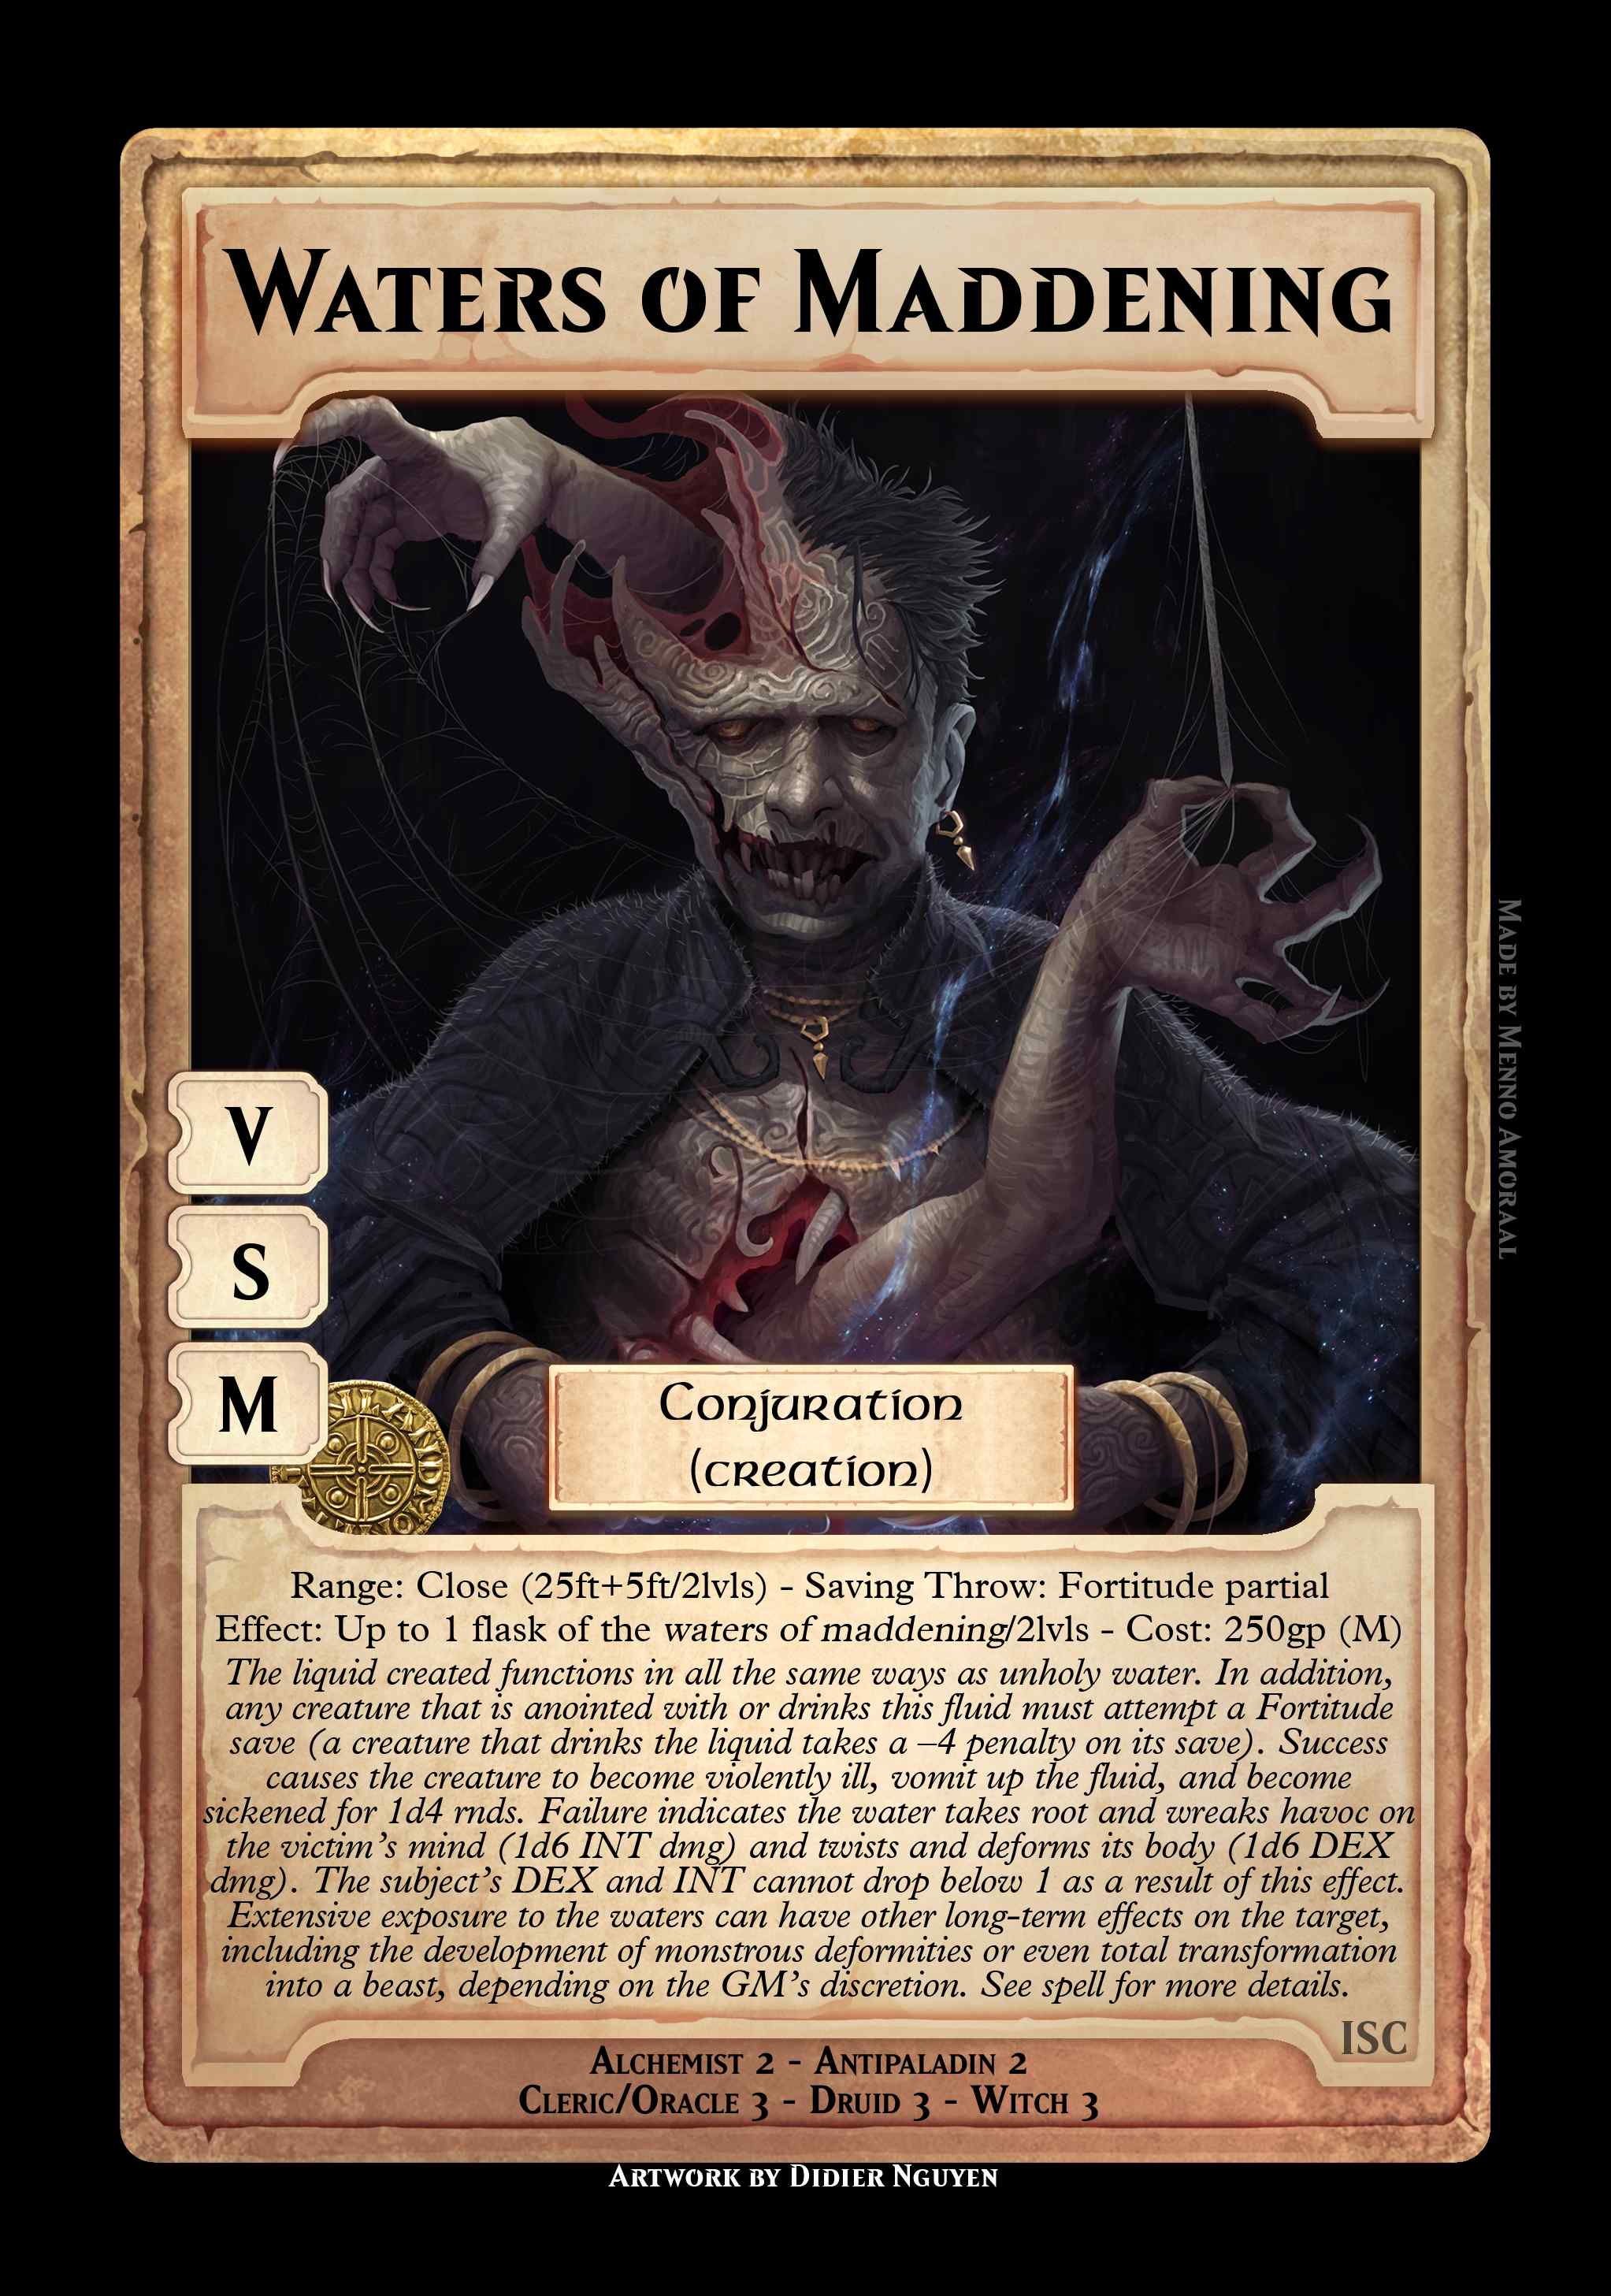 Waters of Maddening
V
S
M
Conjuration
(creation)
Range: Close (25ft+5ft/2lvls) - Saving Throw: Fortitude partial
Effect: Up to 1 flask of the waters of maddening/2lvls - Cost: 250gp (M)
The liquid created functions in all the same ways as unholy water. In addition,
any creature that is anointed with or drinks this fluid must attempt a Fortitude
save (a creature that drinks the liquid takes a –4 penalty on its save). Success
causes the creature to become violently ill, vomit up the fluid, and become
sickened for 1d4 rnds. Failure indicates the water takes root and wreaks havoc on
the victim's mind (1d6 INT dmg) and twists and deforms its body (1d6 DEX
dmg). The subject's DEX and INT cannot drop below 1 as a result of this effect.
Extensive exposure to the waters can have other long-term effects on the target,
including the development of monstrous deformities or even total transformation
into a beast, depending on the GM's discretion. See spell for more details.
ISC
Alchemist 2 - Antipaladin 2
Cleric/Oracle 3 - Druid 3 - Witch 3
Artwork by Didier Nguyen
Made by Menno Amoraal